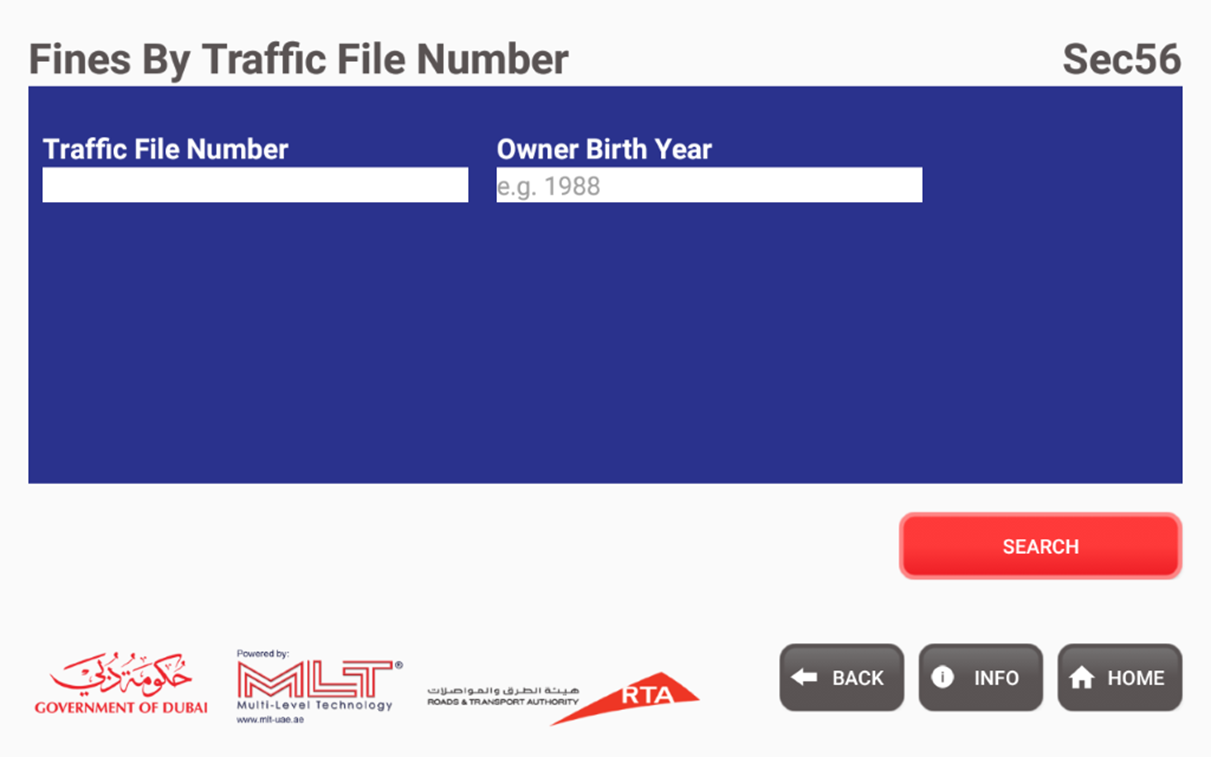 Fines By Traffic File Number
Sec56
Traffic File Number
Owner Birth Year
e.g. 1988
SEARCH
حكومة دبي
GOVERNMENT OF DUBAI
Powered by:
MLT®
Multi-Level Technology
www.mlt-uae.ae
هيئة الطرق والمواصلات
ROADS & TRANSPORT AUTHORITY
RTA
BACK
INFO
HOME